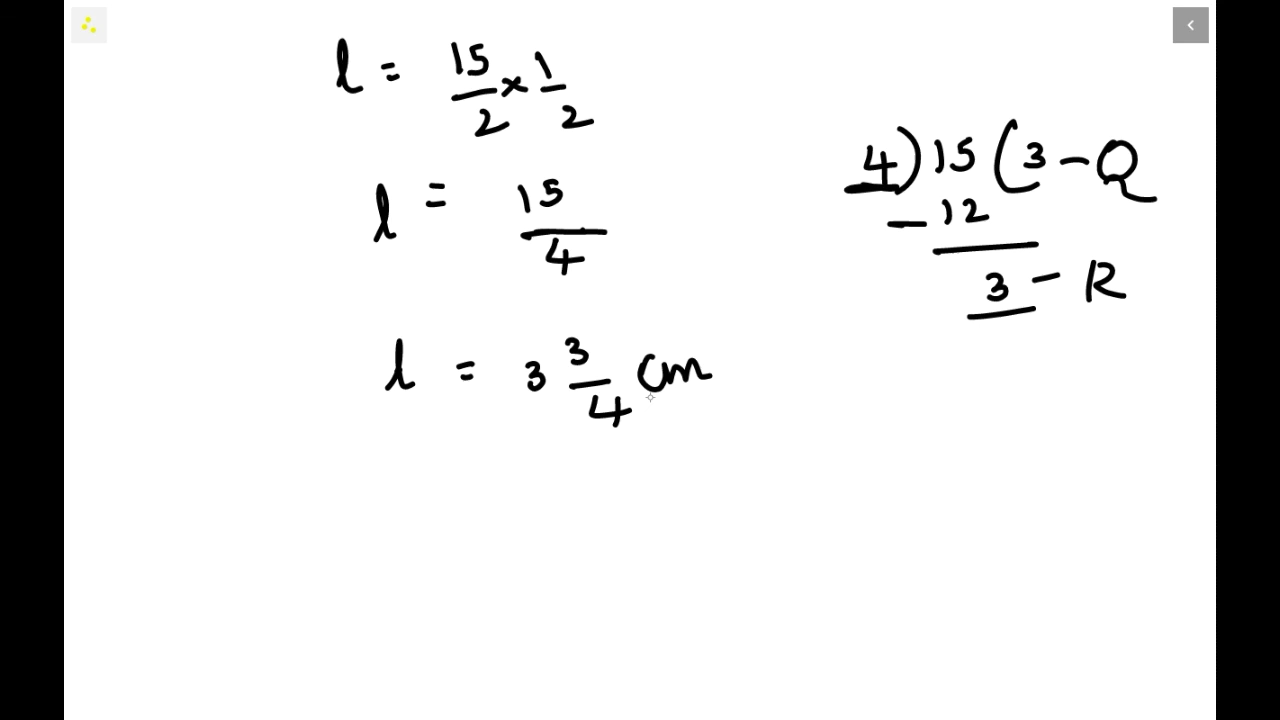 l = 15/2 × 1/2
l = 15/4
l = 3 3/4 cm
4) 15 (3 - Q
- 12
3 - R